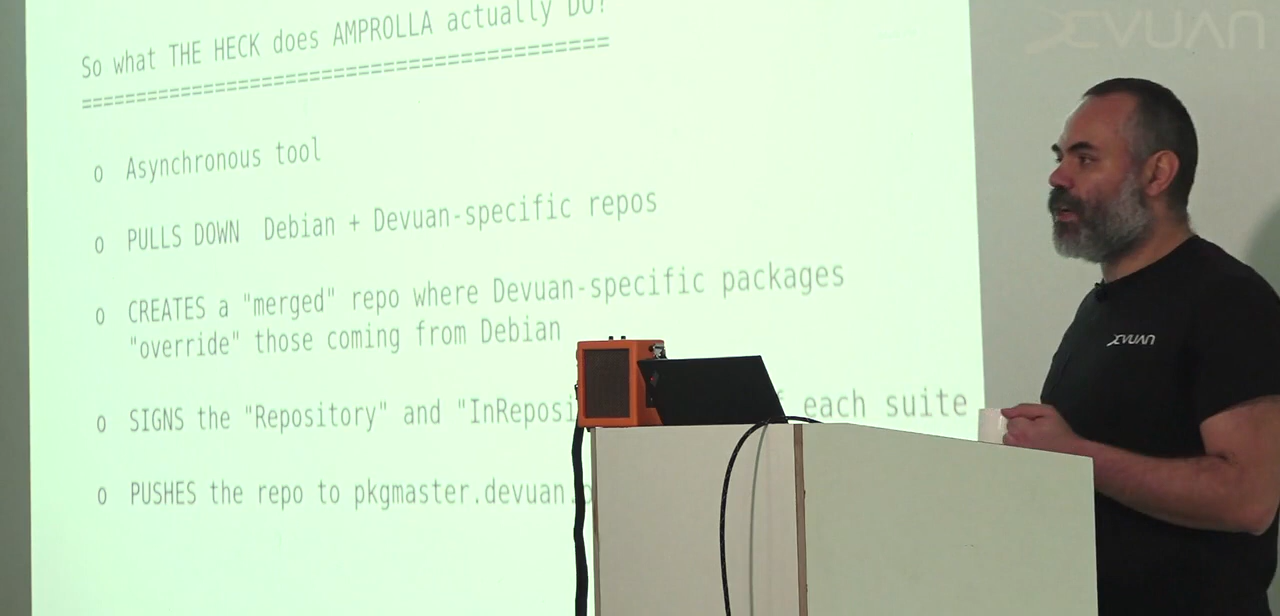 So what THE HECK does AMPROLLA actually DO?
===========================================
o Asynchronous tool
o PULLS DOWN Debian + Devuan-specific repos
o CREATES a "merged" repo where Devuan-specific packages
"override" those coming from Debian
o SIGNS the "Repository" and "InReposi each suite
o PUSHES the repo to pkgmaster.devuan.
DEVUAN
DEVUAN